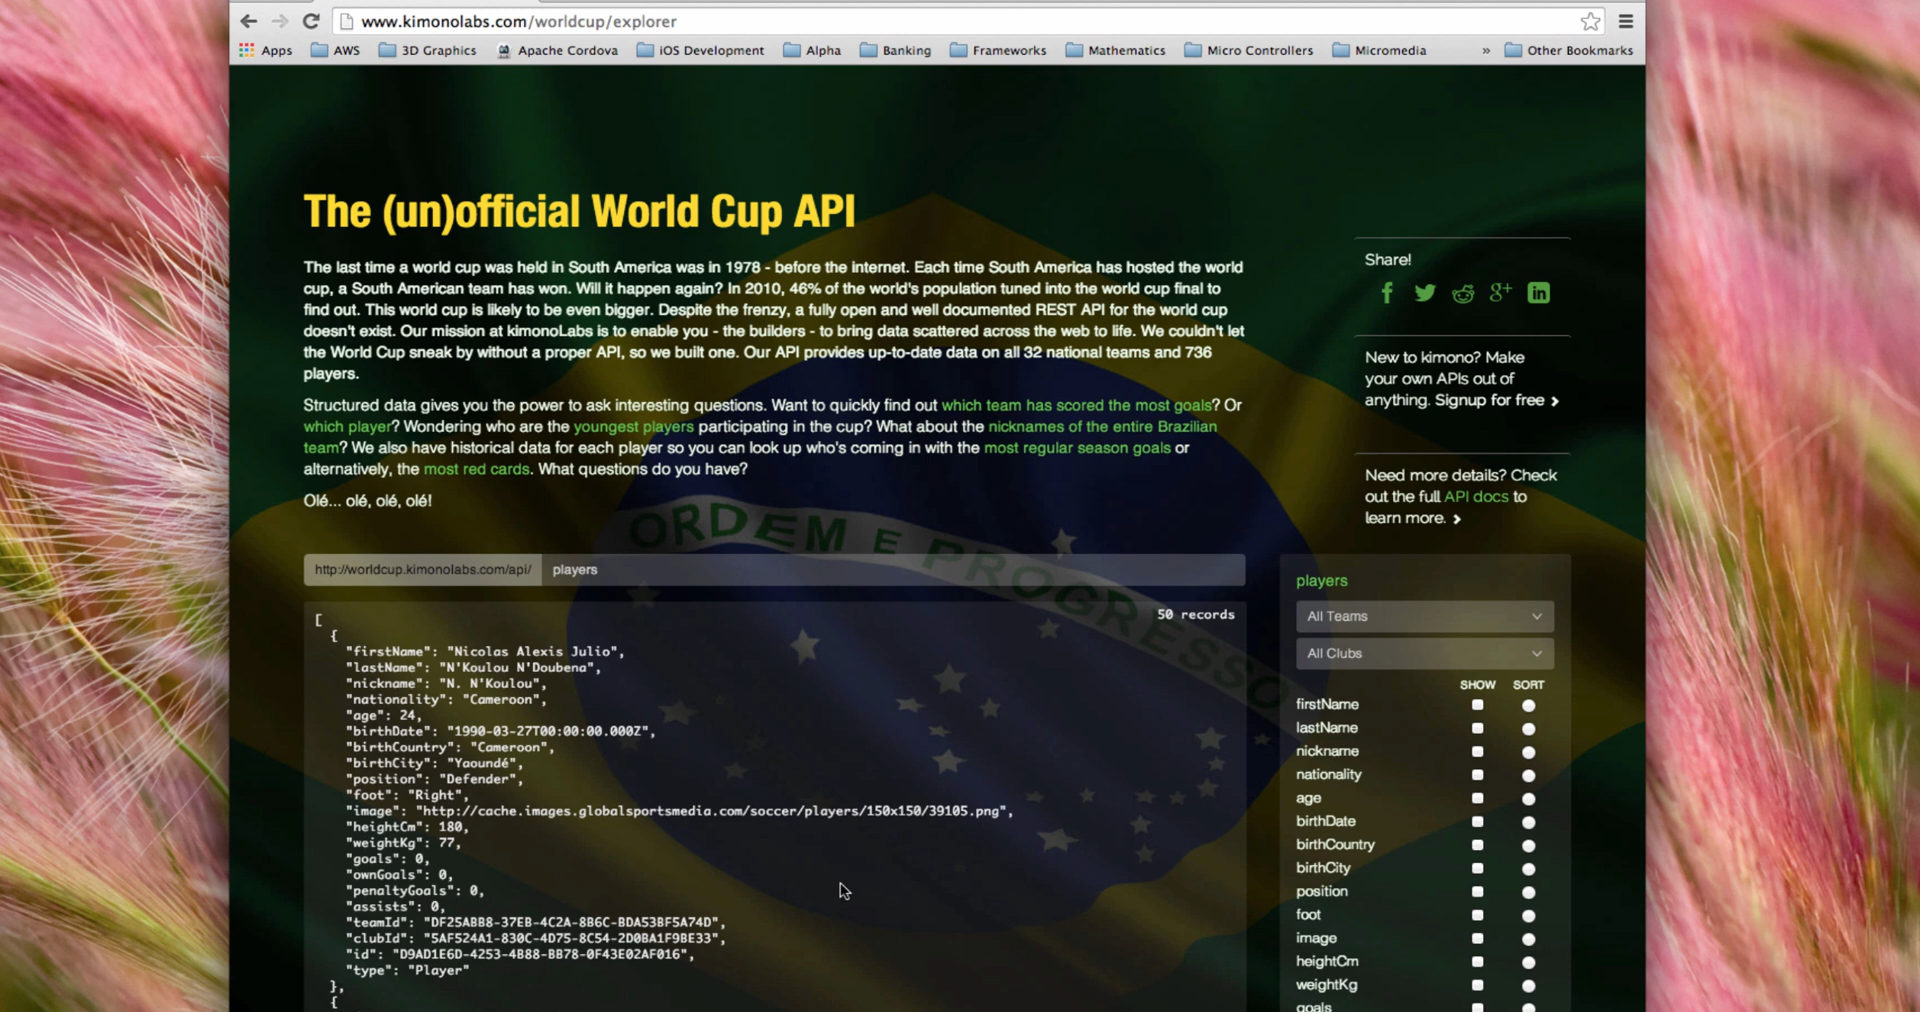 www.kimonolabs.com/worldcup/explorer
Apps AWS 3D Graphics Apache Cordova iOS Development Alpha Banking Frameworks Mathematics Micro Controllers Micromedia » Other Bookmarks
The (un)official World Cup API
The last time a world cup was held in South America was in 1978 - before the internet. Each time South America has hosted the world
cup, a South American team has won. Will it happen again? In 2010, 46% of the world's population tuned into the world cup final to
find out. This world cup is likely to be even bigger. Despite the frenzy, a fully open and well documented REST API for the world cup
doesn't exist. Our mission at kimonoLabs is to enable you - the builders - to bring data scattered across the web to life. We couldn't let
the World Cup sneak by without a proper API, so we built one. Our API provides up-to-date data on all 32 national teams and 736
players.
Structured data gives you the power to ask interesting questions. Want to quickly find out which team has scored the most goals? Or
which player? Wondering who are the youngest players participating in the cup? What about the nicknames of the entire Brazilian
team? We also have historical data for each player so you can look up who's coming in with the most regular season goals or
alternatively, the most red cards. What questions do you have?
Olé... olé, olé, olé!
Share!
f g+ in
New to kimono? Make
your own APIs out of
anything. Signup for free >
Need more details? Check
out the full API docs to
learn more. >
ORDEM E PROGRESSO
http://worldcup.kimonolabs.com/api/ players
50 records
[
{
"firstName": "Nicolas Alexis Julio",
"lastName": "N'Koulou N'Doubena",
"nickname": "N. N'Koulou",
"nationality": "Cameroon",
"age": 24,
"birthDate": "1990-03-27T00:00:00.000Z",
"birthCountry": "Cameroon",
"birthCity": "Yaoundé",
"position": "Defender",
"foot": "Right",
"image": "http://cache.images.globalsportsmedia.com/soccer/players/150x150/39105.png",
"heightCm": 180,
"weightKg": 77,
"goals": 0,
"ownGoals": 0,
"penaltyGoals": 0,
"assists": 0,
"teamId": "DF25ABB8-37EB-4C2A-8B6C-BDA53BF5A74D",
"clubId": "5AF524A1-830C-4D75-8C54-2D0BA1F9BE33",
"id": "D9AD1E6D-4253-4B88-BB78-0F43E02AF016",
"type": "Player"
},
{
players
All Teams
All Clubs
SHOW SORT
firstName
lastName
nickname
nationality
age
birthDate
birthCountry
birthCity
position
foot
image
heightCm
weightKg
goals